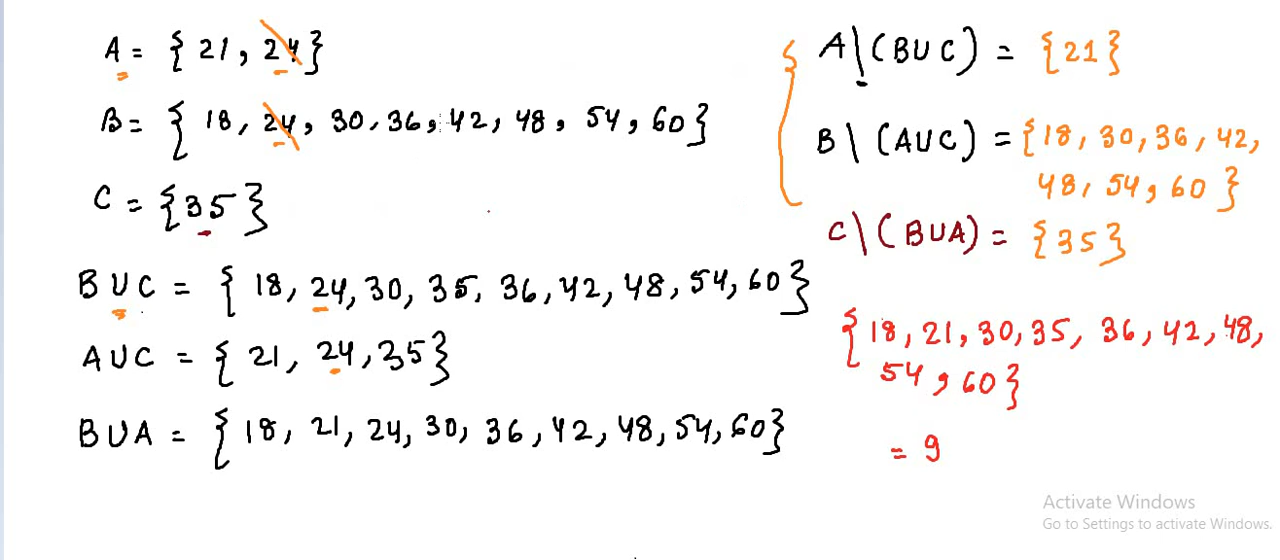 A = { 21, 24 }
B = { 18, 24, 30, 36, 42, 48, 54, 60 }
C = { 35 }
B ∪ C = { 18, 24, 30, 35, 36, 42, 48, 54, 60 }
A ∪ C = { 21, 24, 35 }
B ∪ A = { 18, 21, 24, 30, 36, 42, 48, 54, 60 }
A \ (B ∪ C) = { 21 }
B \ (A ∪ C) = { 18, 30, 36, 42,
48, 54, 60 }
C \ (B ∪ A) = { 35 }
{ 18, 21, 30, 35, 36, 42, 48,
54, 60 }
= 9
Activate Windows
Go to Settings to activate Windows.